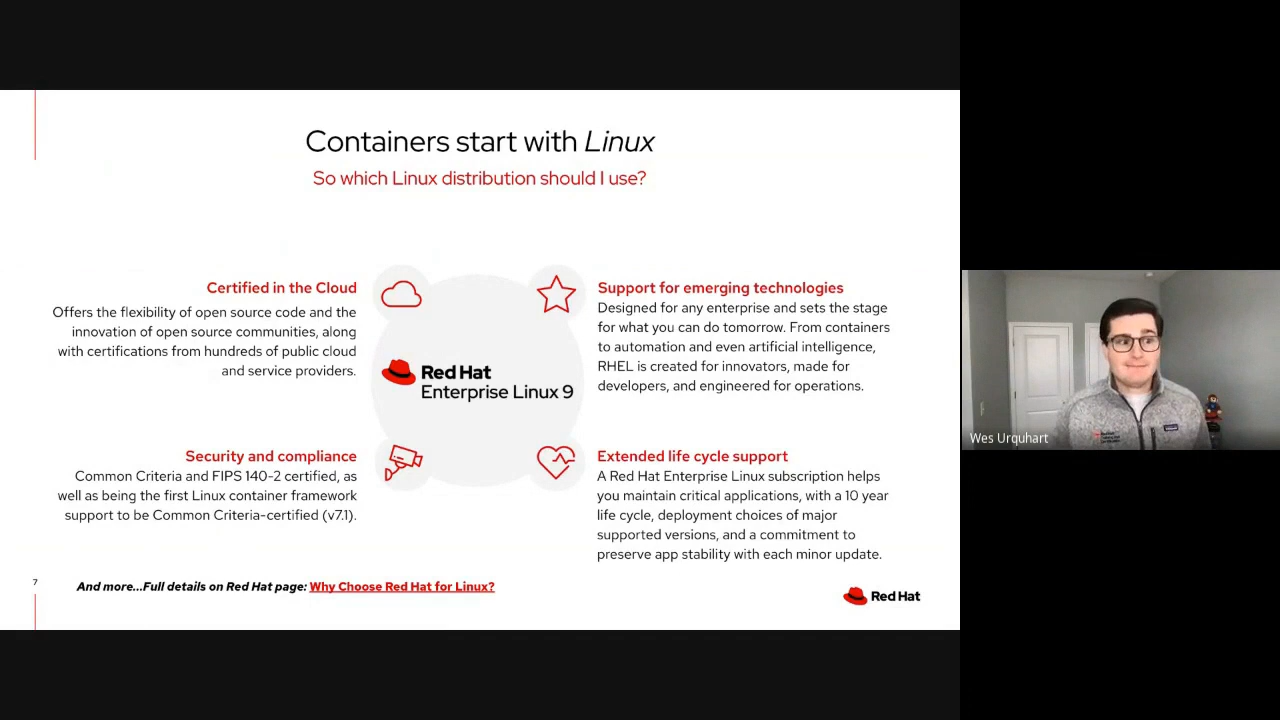 Containers start with Linux
So which Linux distribution should I use?
Certified in the Cloud
Offers the flexibility of open source code and the
innovation of open source communities, along
with certifications from hundreds of public cloud
and service providers.
Support for emerging technologies
Designed for any enterprise and sets the stage
for what you can do tomorrow. From containers
to automation and even artificial intelligence,
RHEL is created for innovators, made for
developers, and engineered for operations.
Red Hat
Enterprise Linux 9
Security and compliance
Common Criteria and FIPS 140-2 certified, as
well as being the first Linux container framework
support to be Common Criteria-certified (v7.1).
Extended life cycle support
A Red Hat Enterprise Linux subscription helps
you maintain critical applications, with a 10 year
life cycle, deployment choices of major
supported versions, and a commitment to
preserve app stability with each minor update.
7
And more...Full details on Red Hat page: Why Choose Red Hat for Linux?
Red Hat
Wes Urquhart